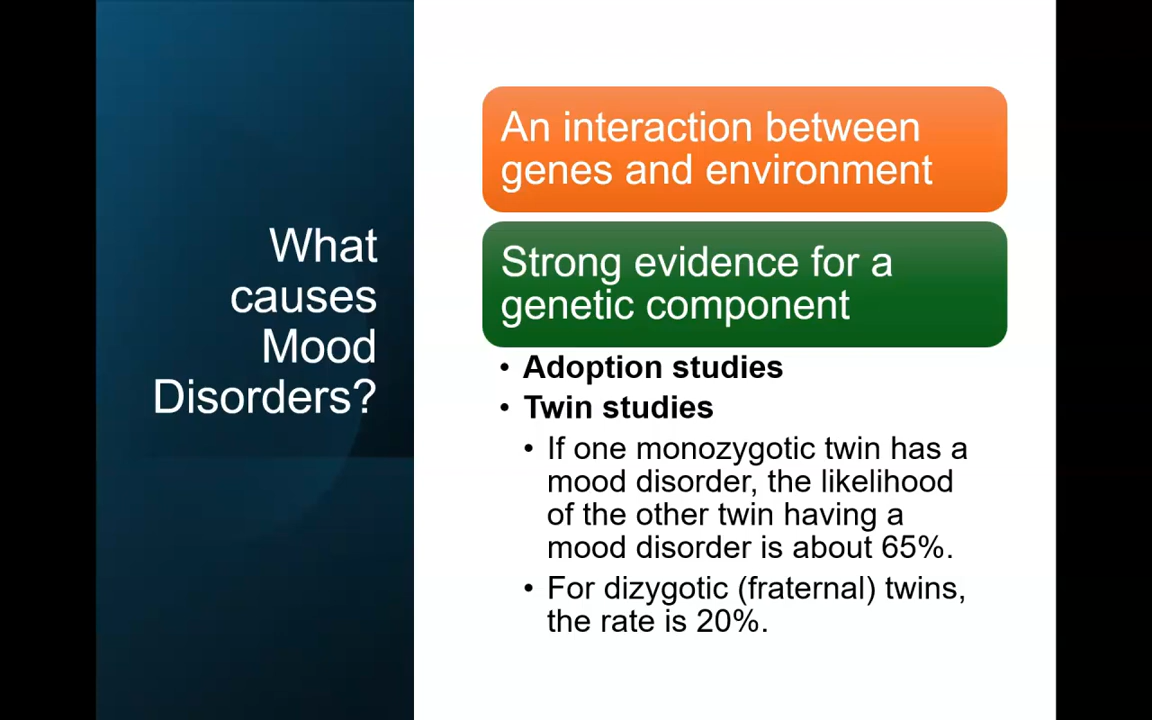 What
causes
Mood
Disorders?
An interaction between
genes and environment
Strong evidence for a
genetic component
• Adoption studies
• Twin studies
• If one monozygotic twin has a
mood disorder, the likelihood
of the other twin having a
mood disorder is about 65%.
• For dizygotic (fraternal) twins,
the rate is 20%.